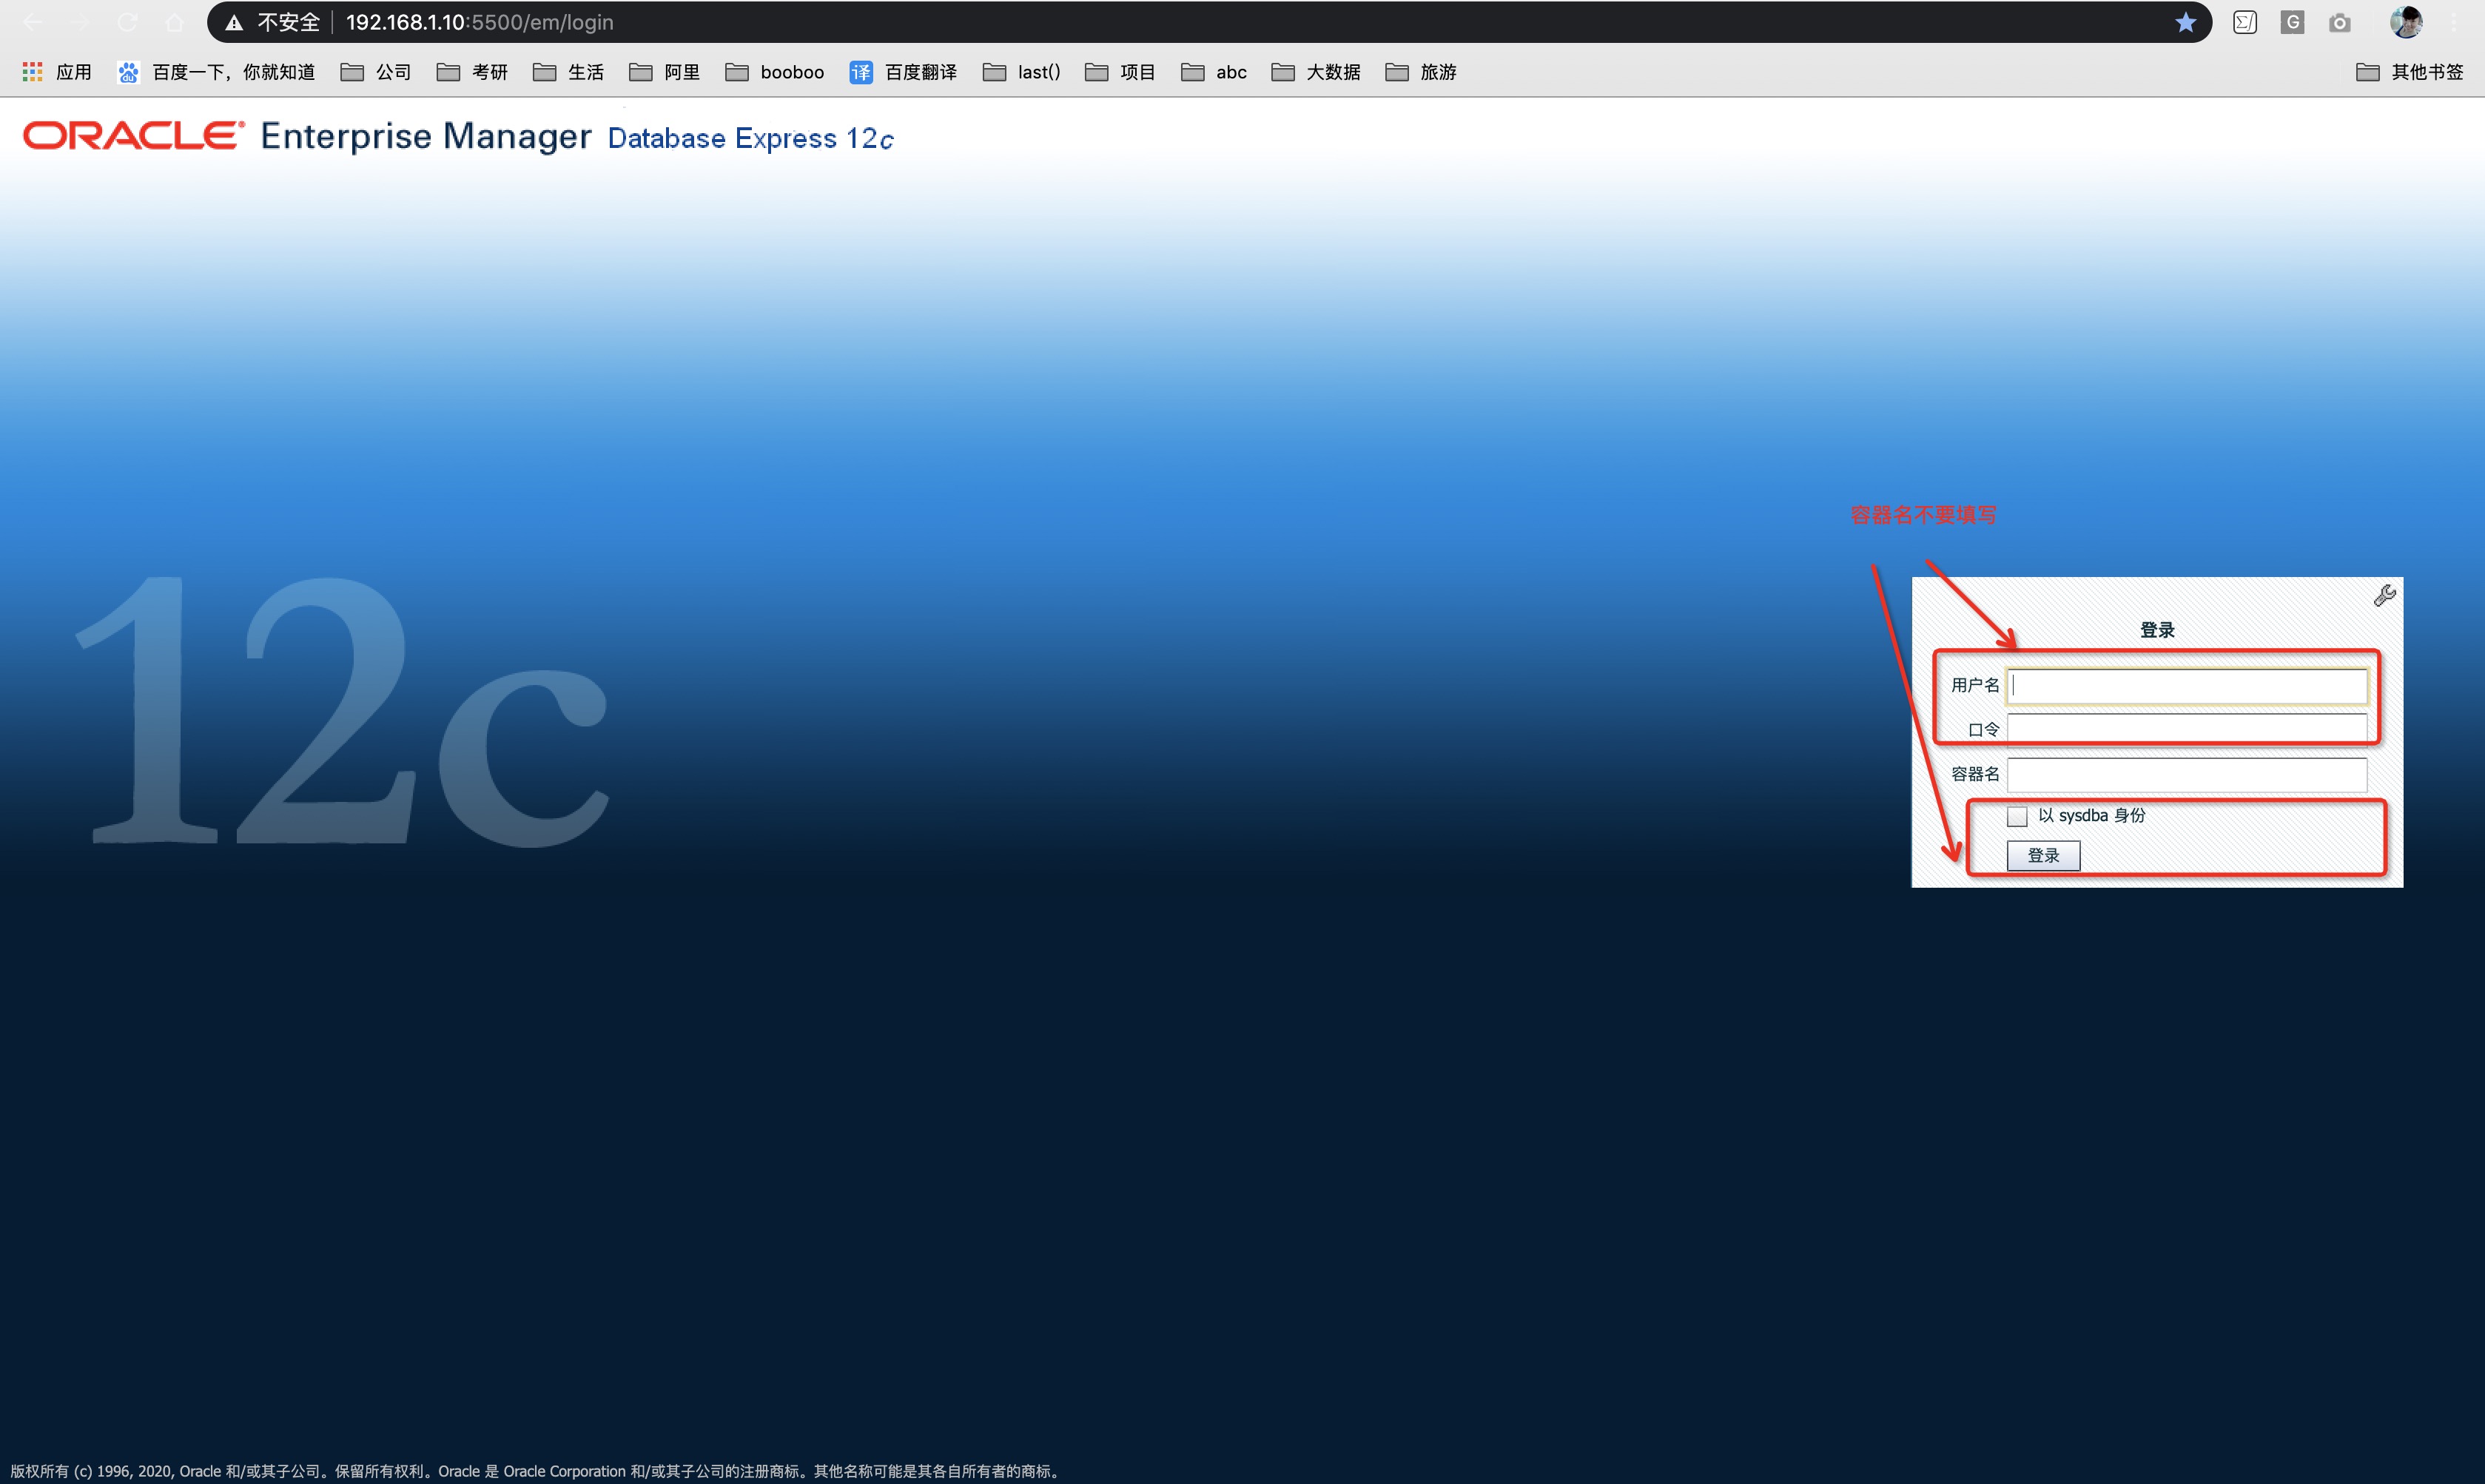 不安全 192.168.1.10:5500/em/login
应用 百度一下，你就知道 公司 考研 生活 阿里 booboo 译 百度翻译 last() 项目 abc 大数据 旅游 其他书签
ORACLE® Enterprise Manager Database Express 12c
12c
容器名不要填写
登录
用户名
口令
容器名
以 sysdba 身份
登录
版权所有 (c) 1996, 2020, Oracle 和/或其子公司。保留所有权利。Oracle 是 Oracle Corporation 和/或其子公司的注册商标。其他名称可能是其各自所有者的商标。